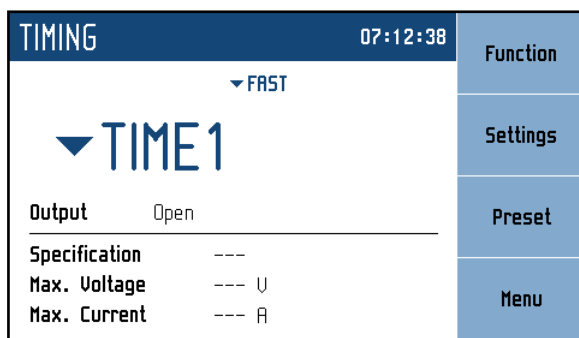 TIMING 07:12:38
FAST
TIME1
Output Open
Specification ---
Max. Voltage --- V
Max. Current --- A
Function
Settings
Preset
Menu